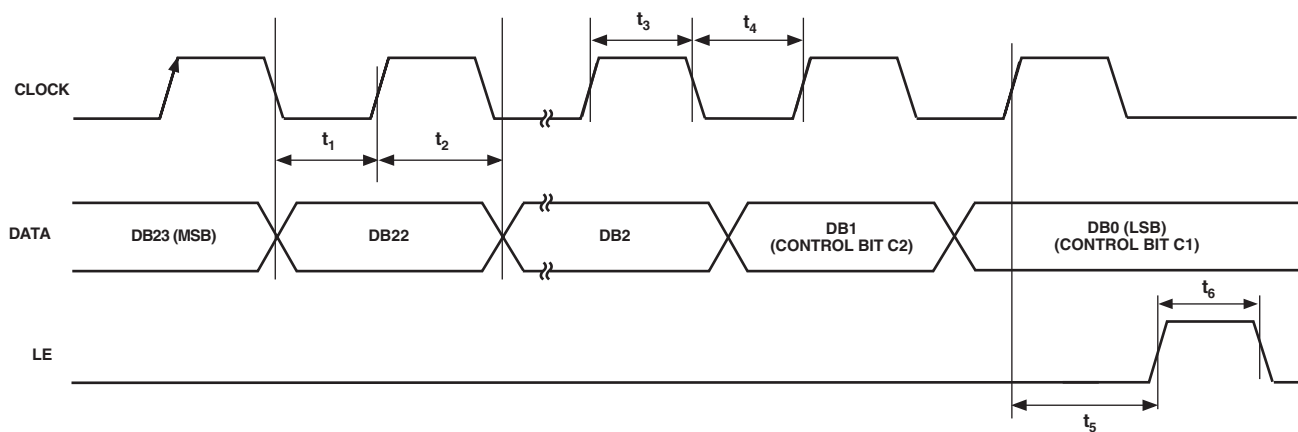 t3
t4
CLOCK
t1
t2
DATA
DB23 (MSB)
DB22
DB2
DB1
(CONTROL BIT C2)
DB0 (LSB)
(CONTROL BIT C1)
t6
LE
t5